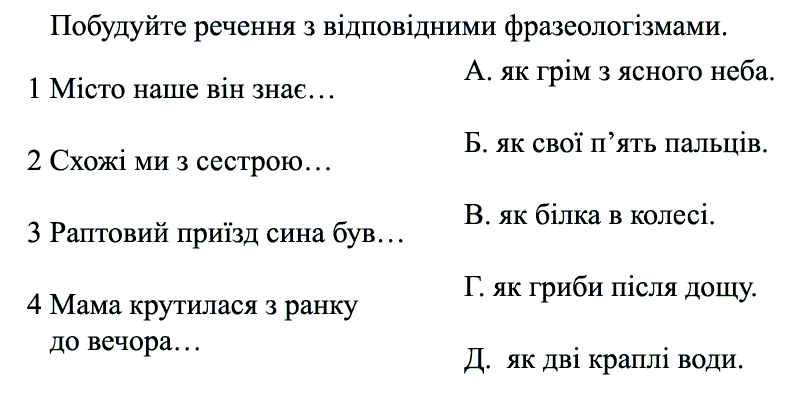 Побудуйте речення з відповідними фразеологізмами.
1 Місто наше він знає…
2 Схожі ми з сестрою…
3 Раптовий приїзд сина був…
4 Мама крутилася з ранку
до вечора…
А. як грім з ясного неба.
Б. як свої п’ять пальців.
В. як білка в колесі.
Г. як гриби після дощу.
Д. як дві краплі води.